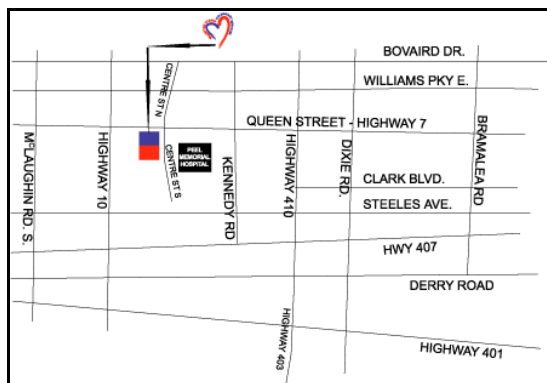 BOVAIRD DR.
CENTRE ST N
WILLIAMS PKY E.
QUEEN STREET - HIGHWAY 7
McLAUGHIN RD. S.
HIGHWAY 10
CENTRE ST S
PEEL
MEMORIAL
HOSPITAL
KENNEDY RD
HIGHWAY 410
DIXIE RD.
BRAMALEA RD
CLARK BLVD.
STEELES AVE.
HWY 407
DERRY ROAD
HIGHWAY 403
HIGHWAY 401